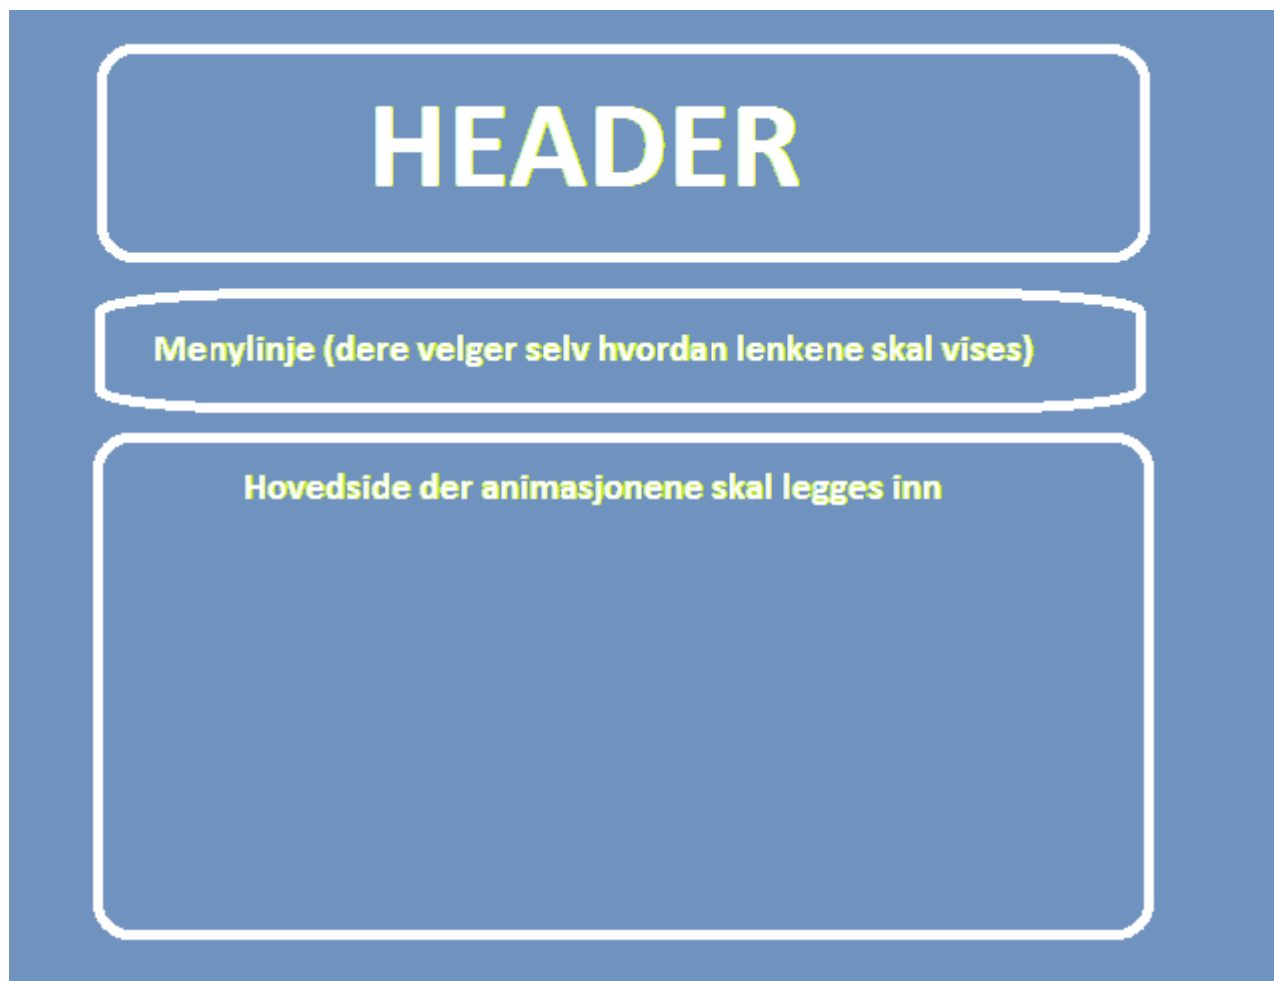 HEADER
Menylinje (dere velger selv hvordan lenkene skal vises)
Hovedside der animasjonene skal legges inn